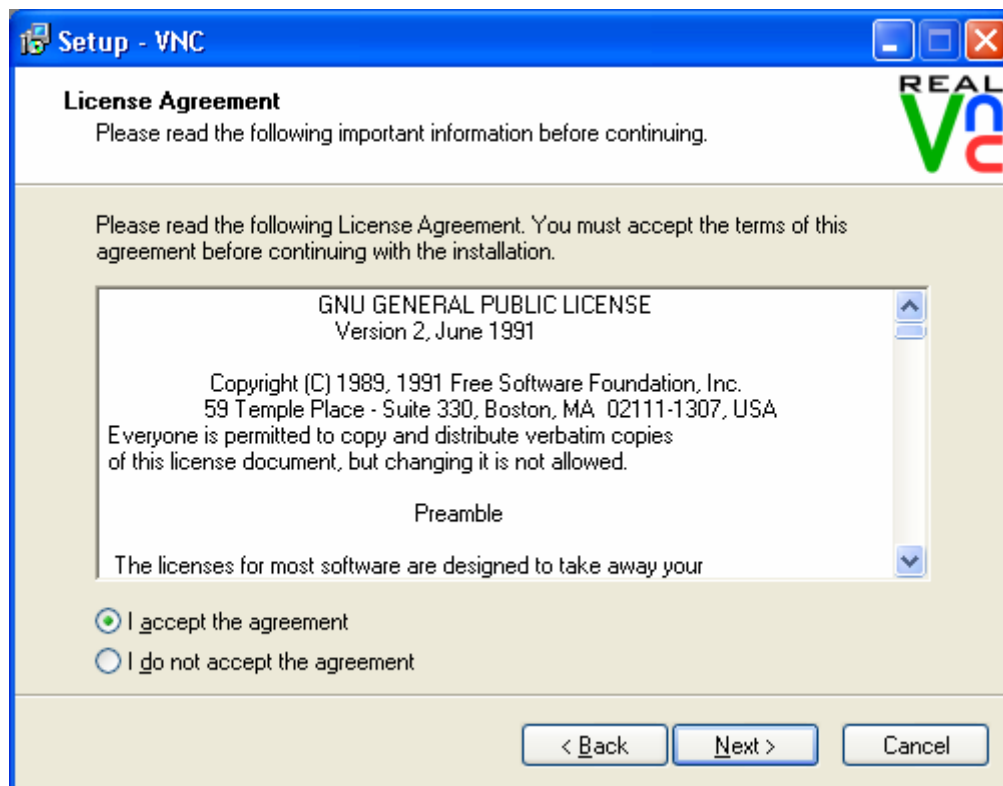 Setup - VNC
License Agreement
Please read the following important information before continuing.
REAL
Vnc
Please read the following License Agreement. You must accept the terms of this
agreement before continuing with the installation.
GNU GENERAL PUBLIC LICENSE
Version 2, June 1991
Copyright (C) 1989, 1991 Free Software Foundation, Inc.
59 Temple Place - Suite 330, Boston, MA  02111-1307, USA
Everyone is permitted to copy and distribute verbatim copies
of this license document, but changing it is not allowed.
Preamble
The licenses for most software are designed to take away your
I accept the agreement
I do not accept the agreement
< Back Next > Cancel